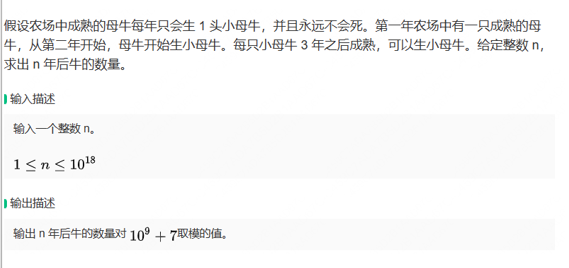 假设农场中成熟的母牛每年只会生 1 头小母牛，并且永远不会死。第一年农场中有一只成熟的母
牛，从第二年开始，母牛开始生小母牛。每只小母牛 3 年之后成熟，可以生小母牛。给定整数 n，
求出 n 年后牛的数量。
输入描述
输入一个整数 n。
1 ≤ n ≤ 10^18
输出描述
输出 n 年后牛的数量对 10^9 + 7取模的值。